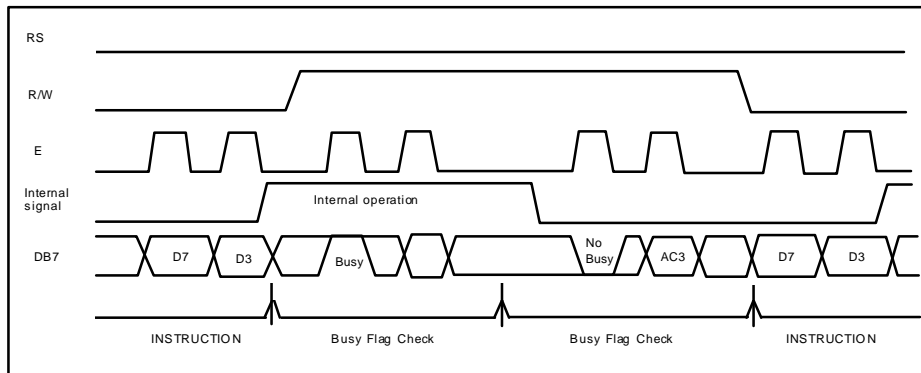 RS
R/W
E
Internal
signal
Internal operation
DB7
D7
D3
Busy
No
Busy
AC3
D7
D3
INSTRUCTION
Busy Flag Check
Busy Flag Check
INSTRUCTION